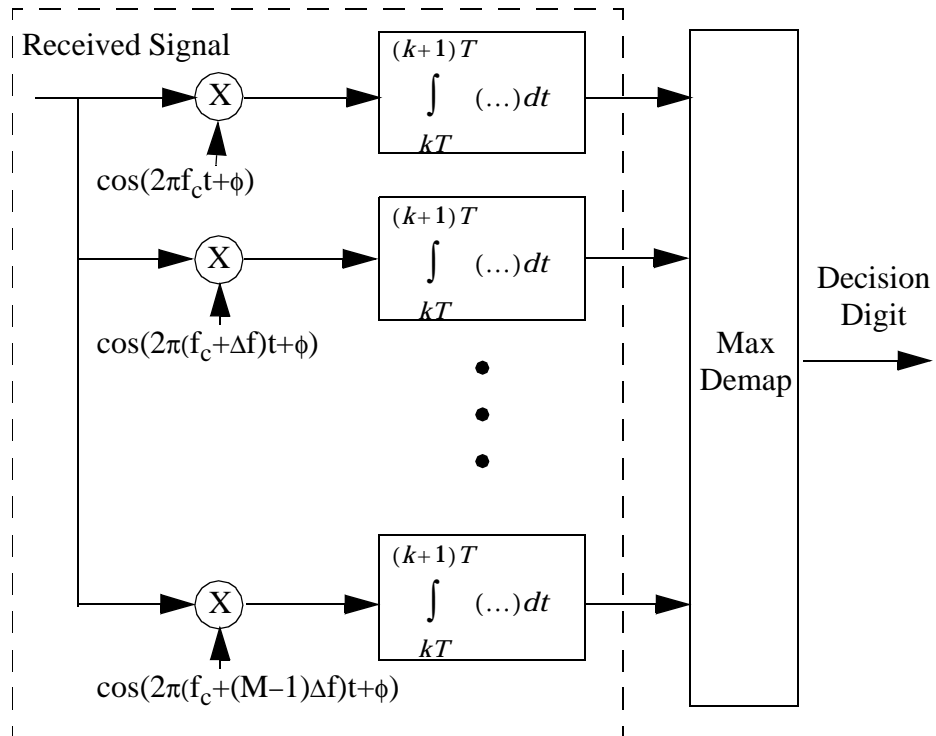 Received Signal
X
cos(2πf_c t+ϕ)
(k+1)T
∫ (...)dt
kT
X
cos(2π(f_c+Δf)t+ϕ)
(k+1)T
∫ (...)dt
kT
X
cos(2π(f_c+(M−1)Δf)t+ϕ)
(k+1)T
∫ (...)dt
kT
Max
Demap
Decision
Digit